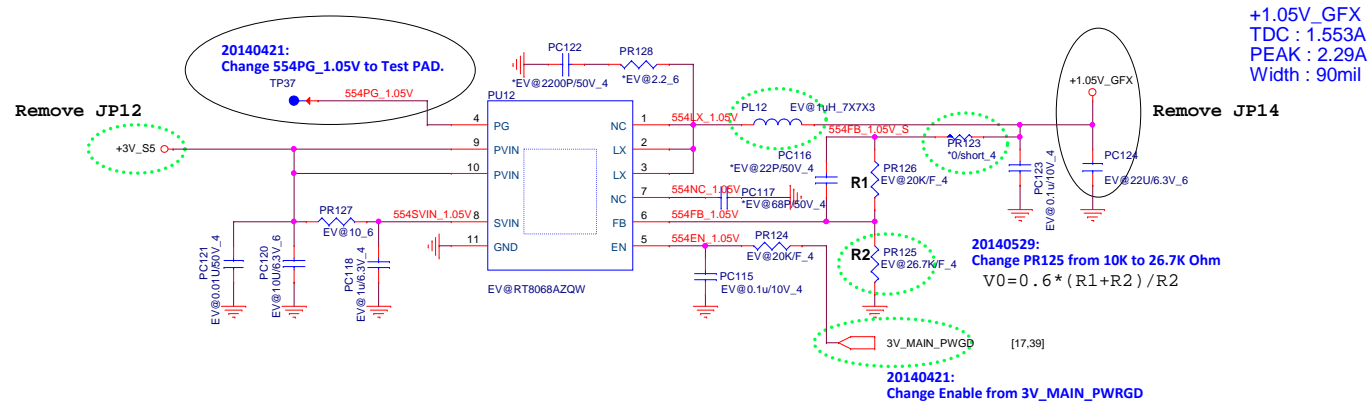 +1.05V_GFX
TDC : 1.553A
PEAK : 2.29A
Width : 90mil
20140421:
Change 554PG_1.05V to Test PAD.
TP37
554PG_1.05V
Remove JP12
+3V_S5
PC122
*EV@2200P/50V_4
PR128
*EV@2.2_6
PU12
4
PG
9
PVIN
10
PVIN
8
SVIN
11
GND
NC
1
LX
2
LX
3
NC
7
FB
6
EN
5
EV@RT8068AZQW
554LX_1.05V
PL12
EV@1uH_7X7X3
554FB_1.05V_S
PR123
*0/short_4
+1.05V_GFX
Remove JP14
PC116
*EV@22P/50V_4
R1
PR126
EV@20K/F_4
PC123
EV@0.1u/10V_4
PC124
EV@22U/6.3V_6
554NC_1.05V
PC117
*EV@68P/50V_4
554FB_1.05V
554EN_1.05V
PR124
EV@20K/F_4
PC115
EV@0.1u/10V_4
R2
PR125
EV@26.7K/F_4
PR127
EV@10_6
554SVIN_1.05V
PC121
EV@0.01U/50V_4
PC120
EV@10U/6.3V_6
PC118
EV@1u/6.3V_4
20140529:
Change PR125 from 10K to 26.7K Ohm
V0=0.6*(R1+R2)/R2
3V_MAIN_PWGD
[17,39]
20140421:
Change Enable from 3V_MAIN_PWRGD